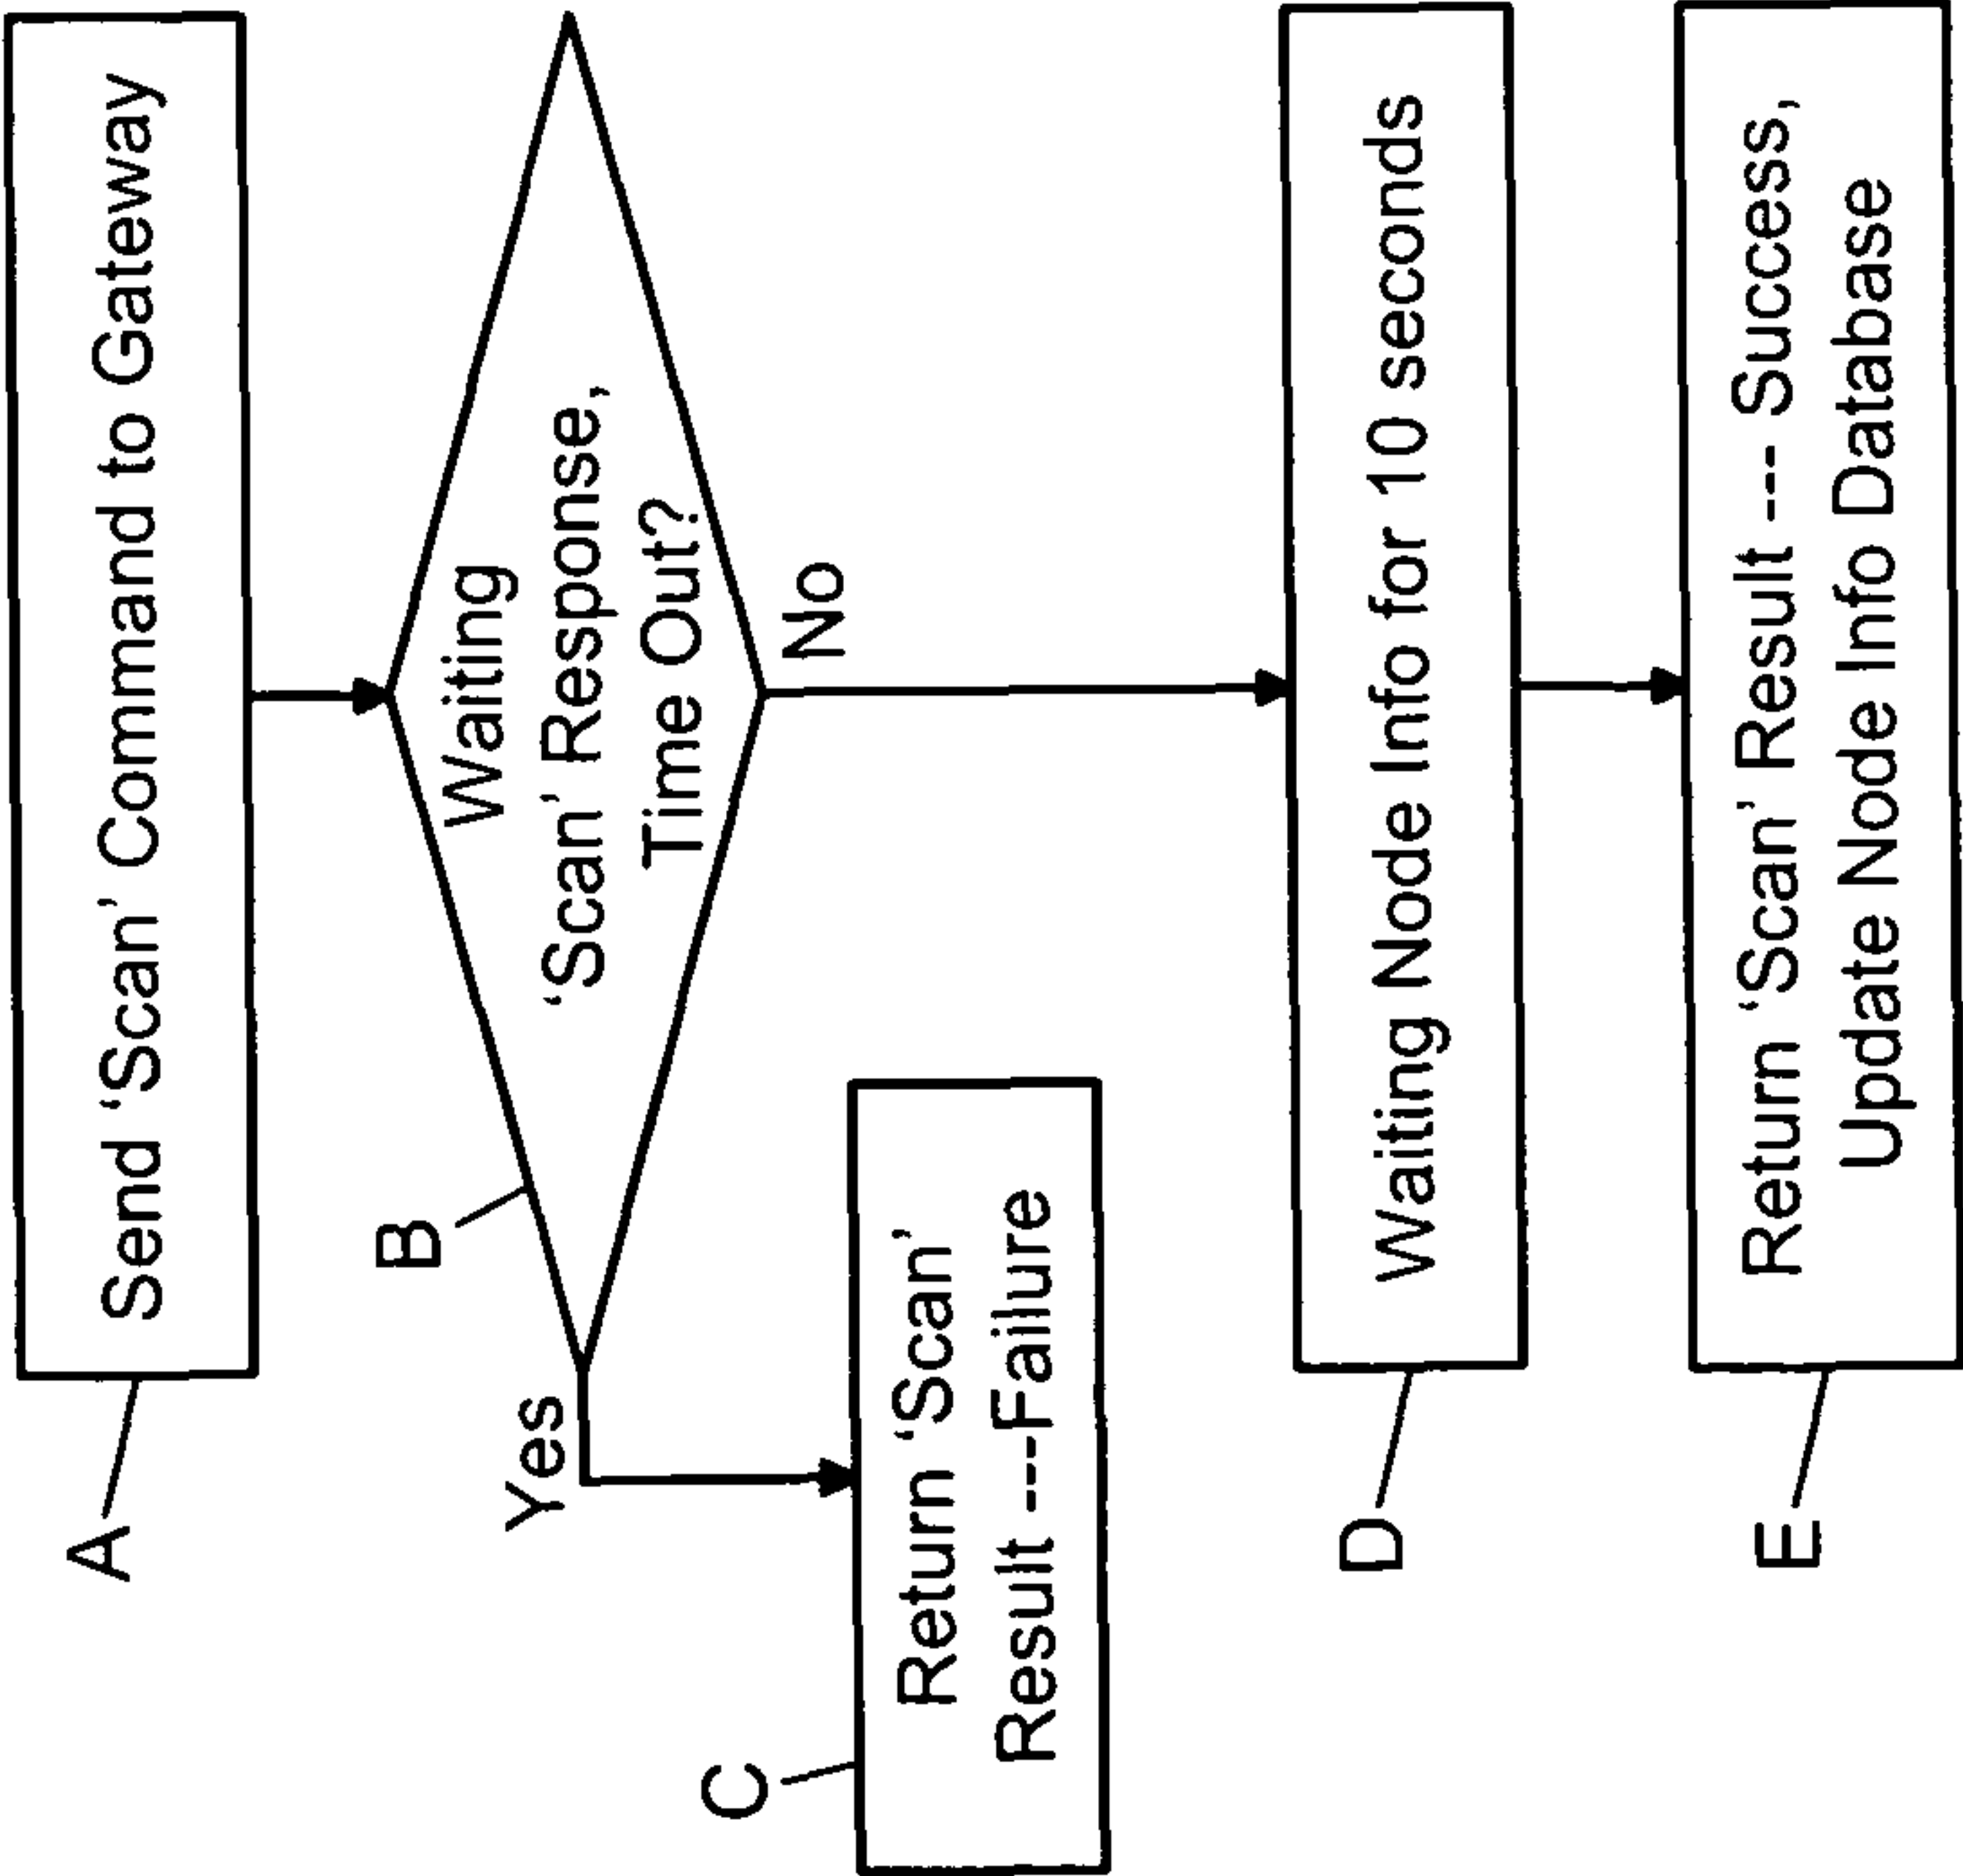 A
Send ‘Scan’ Command to Gateway
B
Waiting
‘Scan’ Response,
Time Out?
Yes
No
C
Return ‘Scan’
Result ----Failure
D
Waiting Node Info for 10 seconds
E
Return ‘Scan’ Result --- Success,
Update Node Info Database